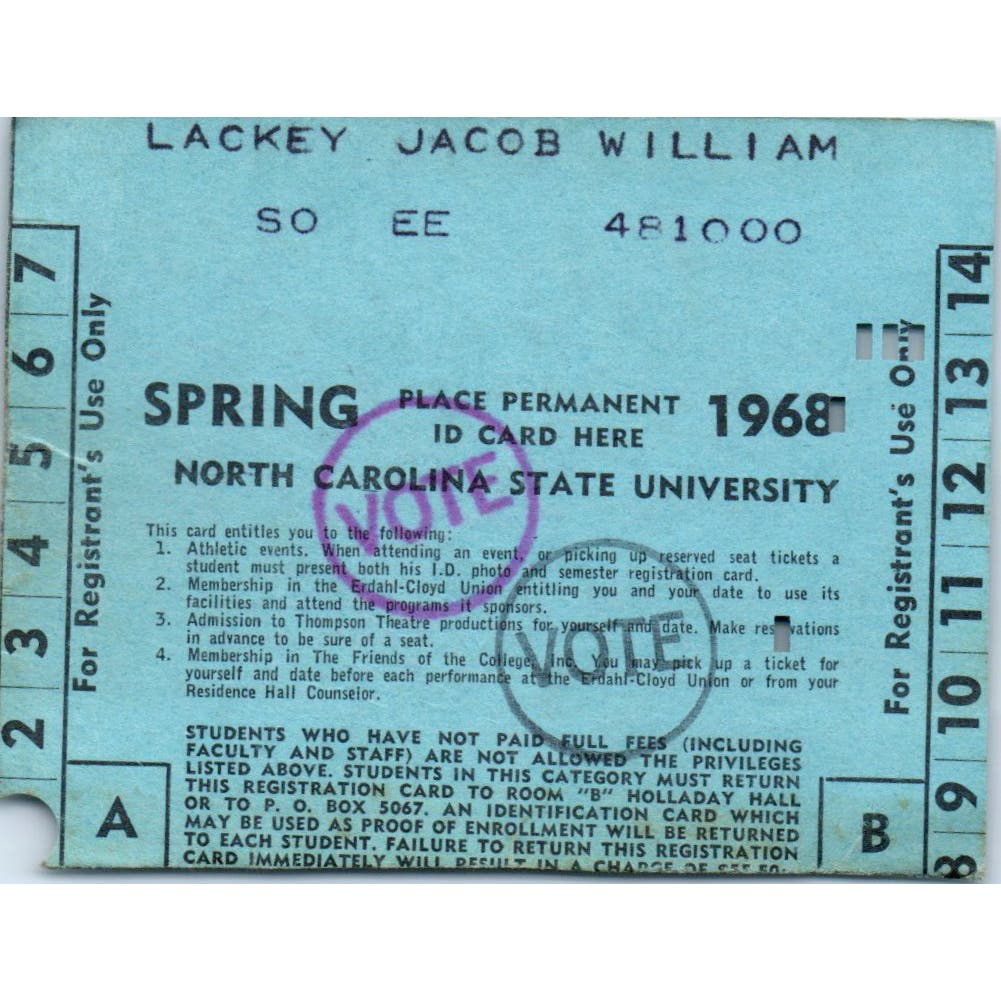 LACKEY JACOB WILLIAM
SO EE 481000
SPRING PLACE PERMANENT 1968
ID CARD HERE
NORTH CAROLINA STATE UNIVERSITY
VOTE
This card entitles you to the following:
1. Athletic events. When attending an event, or picking up reserved seat tickets a
student must present both his I.D. photo and semester registration card.
2. Membership in the Erdahl-Cloyd Union entitling you and your date to use its
facilities and attend the programs it sponsors.
3. Admission to Thompson Theatre productions for yourself and date. Make res vations
in advance to be sure of a seat.
4. Membership in The Friends of the College, Inc. You may pick up a ticket for
yourself and date before each performance at the Erdahl-Cloyd Union or from your
Residence Hall Counselor.
VOTE
STUDENTS WHO HAVE NOT PAID FULL FEES (INCLUDING
FACULTY AND STAFF) ARE NOT ALLOWED THE PRIVILEGES
LISTED ABOVE. STUDENTS IN THIS CATEGORY MUST RETURN
THIS REGISTRATION CARD TO ROOM "B" HOLLADAY HALL
OR TO P. O. BOX 5067. AN IDENTIFICATION CARD WHICH
MAY BE USED AS PROOF OF ENROLLMENT WILL BE RETURNED
TO EACH STUDENT. FAILURE TO RETURN THIS REGISTRATION
CARD IMMEDIATELY WILL RESULT IN A CHARGE OF
A
B
2 3 4 5 6 7
For Registrant's Use Only
For Registrant's Use Only
8 9 10 11 12 13 14